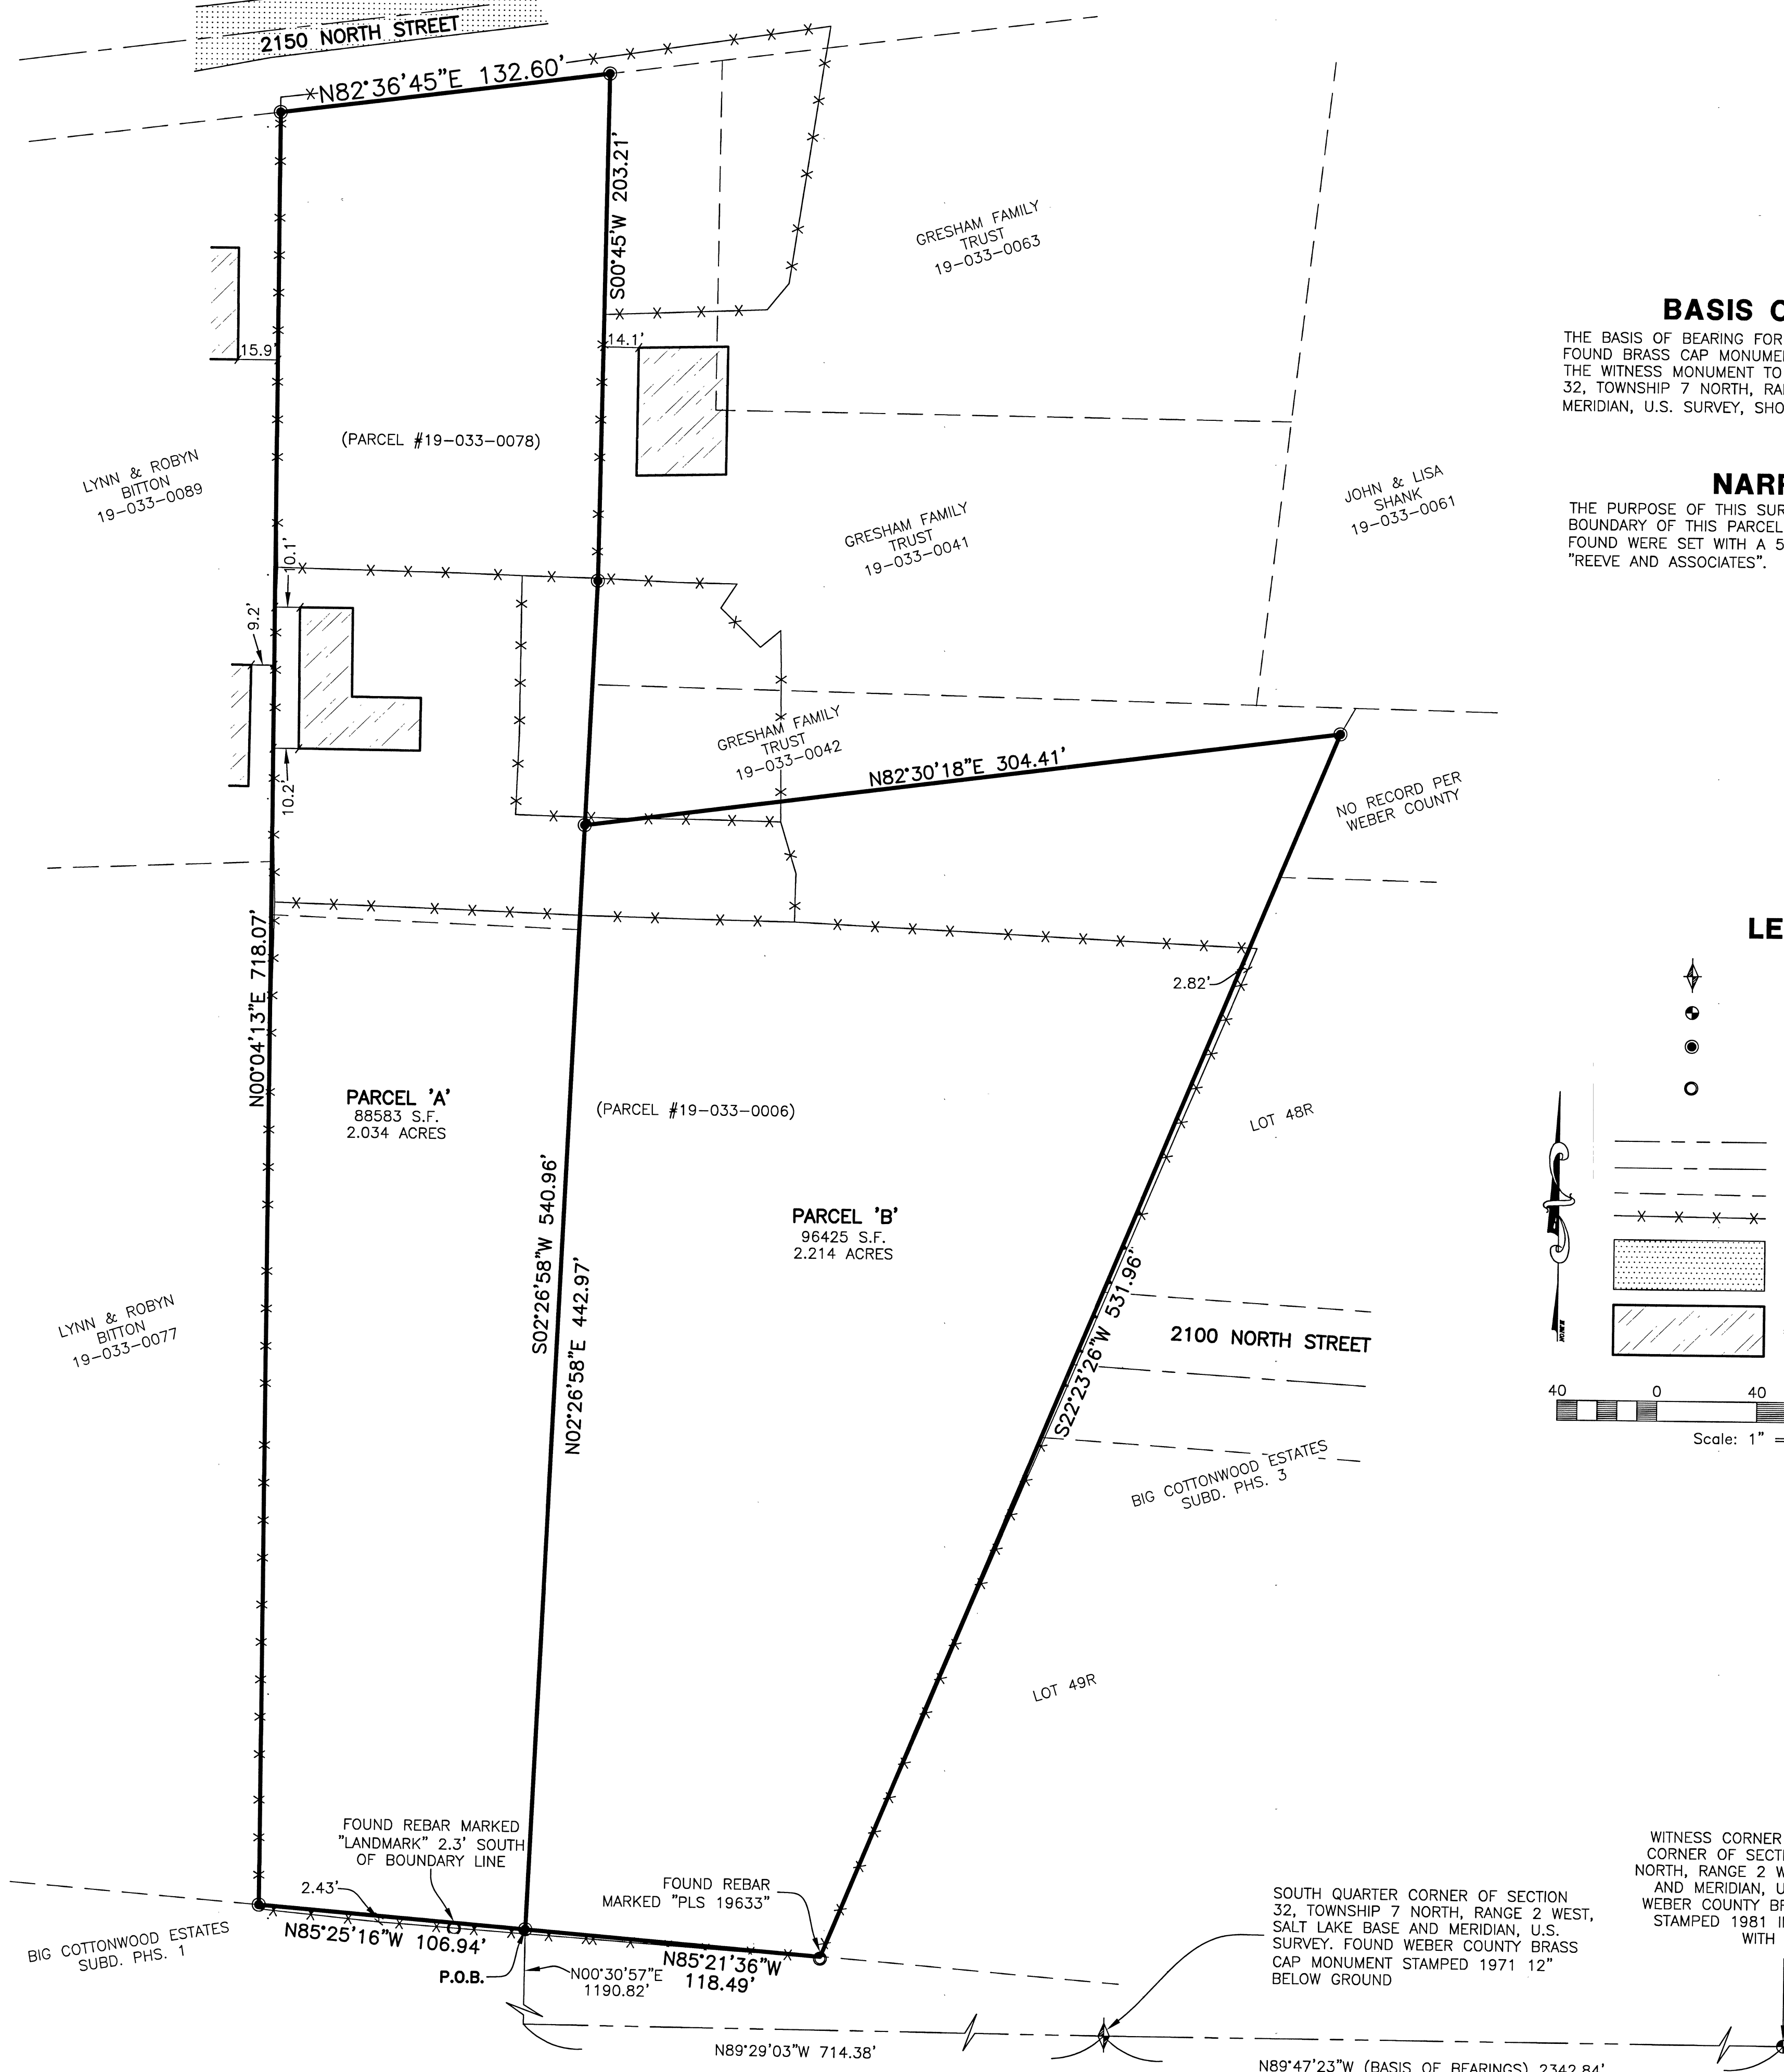 2150 NORTH STREET
N82°36'45"E 132.60'
S00°45'W 203.21'
GRESHAM FAMILY
TRUST
19-033-0063
15.9'
14.1'
(PARCEL #19-033-0078)
LYNN & ROBYN
BITTON
19-033-0089
GRESHAM FAMILY
TRUST
19-033-0041
JOHN & LISA
SHANK
19-033-0061
10.1'
9.2'
10.2'
GRESHAM FAMILY
TRUST
19-033-0042
N82°30'18"E 304.41'
NO RECORD PER
WEBER COUNTY
N00°04'13"E 718.07'
2.82'
PARCEL 'A'
88583 S.F.
2.034 ACRES
(PARCEL #19-033-0006)
LOT 48R
S02°26'58"W 540.96'
N02°26'58"E 442.97'
PARCEL 'B'
96425 S.F.
2.214 ACRES
S22°23'26"W 531.96'
2100 NORTH STREET
LYNN & ROBYN
BITTON
19-033-0077
BIG COTTONWOOD ESTATES
SUBD. PHS. 3
LOT 49R
FOUND REBAR MARKED
"LANDMARK" 2.3' SOUTH
OF BOUNDARY LINE
2.43'
FOUND REBAR
MARKED "PLS 19633"
N85°25'16"W 106.94'
N85°21'36"W
118.49'
BIG COTTONWOOD ESTATES
SUBD. PHS. 1
P.O.B.
N00°30'57"E
1190.82'
N89°29'03"W 714.38'
SOUTH QUARTER CORNER OF SECTION
32, TOWNSHIP 7 NORTH, RANGE 2 WEST,
SALT LAKE BASE AND MERIDIAN, U.S.
SURVEY. FOUND WEBER COUNTY BRASS
CAP MONUMENT STAMPED 1971 12"
BELOW GROUND
N89°47'23"W (BASIS OF BEARINGS) 2342.84'
BASIS O
THE BASIS OF BEARING FOR
FOUND BRASS CAP MONUME
THE WITNESS MONUMENT TO
32, TOWNSHIP 7 NORTH, RA
MERIDIAN, U.S. SURVEY, SHO
NARR
THE PURPOSE OF THIS SUR
BOUNDARY OF THIS PARCEL
FOUND WERE SET WITH A 5
"REEVE AND ASSOCIATES".
LE
40 0 40
Scale: 1" =
WITNESS CORNER
CORNER OF SECTI
NORTH, RANGE 2 W
AND MERIDIAN, U
WEBER COUNTY BR
STAMPED 1981 I
WITH